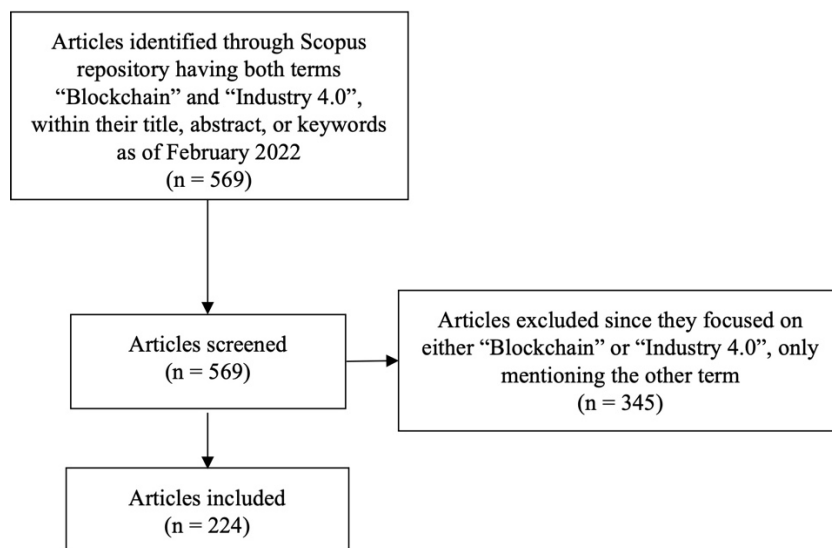 Articles identified through Scopus
repository having both terms
“Blockchain” and “Industry 4.0”,
within their title, abstract, or keywords
as of February 2022
(n = 569)
Articles screened
(n = 569)
Articles excluded since they focused on
either “Blockchain” or “Industry 4.0”, only
mentioning the other term
(n = 345)
Articles included
(n = 224)